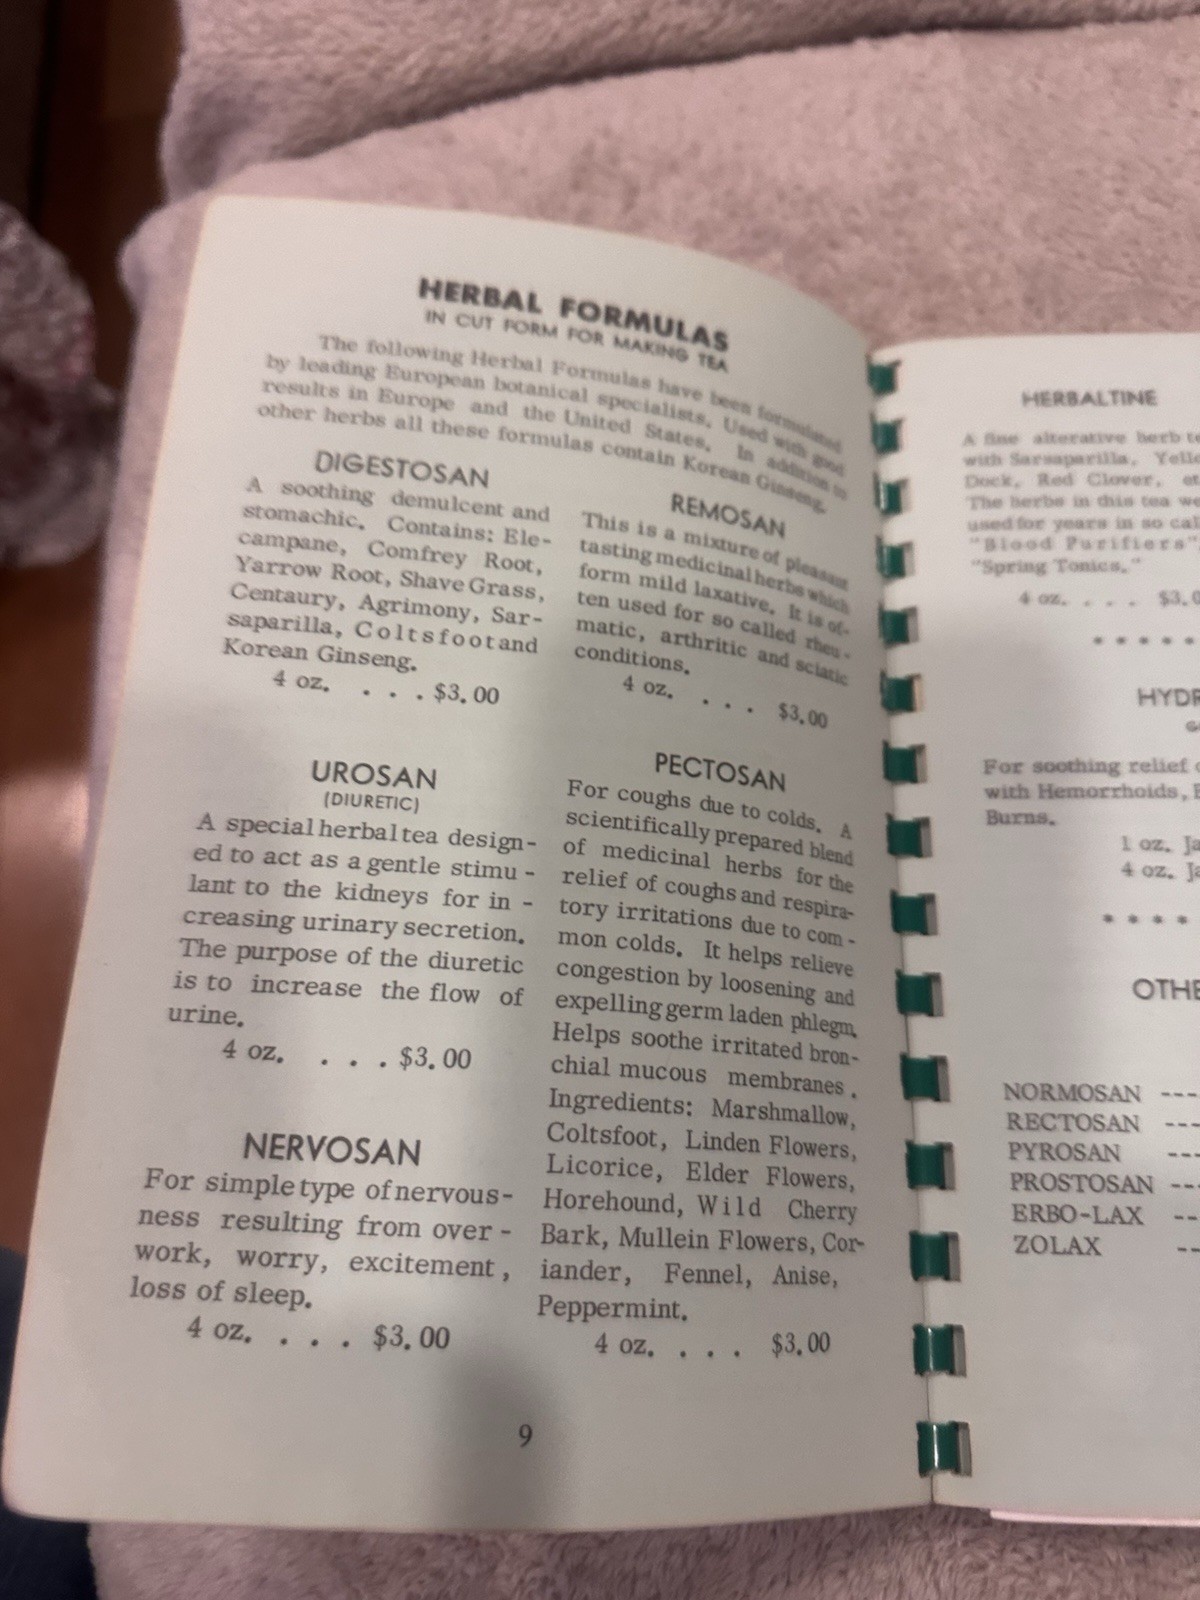 HERBAL FORMULAS
IN CUT FORM FOR MAKING TEA
The following Herbal Formulas have been formulated
by leading European botanical specialists. Used with good
results in Europe and the United States. In addition to
other herbs all these formulas contain Korean Ginseng.
DIGESTOSAN
A soothing demulcent and
stomachic. Contains: Ele-
campane, Comfrey Root,
Yarrow Root, Shave Grass,
Centaury, Agrimony, Sar-
saparilla, Coltsfoot and
Korean Ginseng.
4 oz. . . . $3.00
UROSAN
(DIURETIC)
A special herbal tea design-
ed to act as a gentle stimu-
lant to the kidneys for in-
creasing urinary secretion.
The purpose of the diuretic
is to increase the flow of
urine.
4 oz. . . . $3.00
NERVOSAN
For simple type of nervous-
ness resulting from over-
work, worry, excitement,
loss of sleep.
4 oz. . . . $3.00
REMOSAN
This is a mixture of pleasant
tasting medicinal herbs which
form mild laxative. It is of-
ten used for so called rheu-
matic, arthritic and sciatic
conditions.
4 oz. . . . $3.00
PECTOSAN
For coughs due to colds. A
scientifically prepared blend
of medicinal herbs for the
relief of coughs and respira-
tory irritations due to com-
mon colds. It helps relieve
congestion by loosening and
expelling germ laden phlegm.
Helps soothe irritated bron-
chial mucous membranes.
Ingredients: Marshmallow,
Coltsfoot, Linden Flowers,
Licorice, Elder Flowers,
Horehound, Wild Cherry
Bark, Mullein Flowers, Cor-
iander, Fennel, Anise,
Peppermint.
4 oz. . . . $3.00
9
HERBALTINE
A fine alterative herb
with Sarsaparilla, Yello
Dock, Red Clover,
The herbs in this tea
used for years in so
"Blood Purifiers"
"Spring Tonics."
4 oz. . . . $3.0
* * * * *
HYDR
For soothing relief
with Hemorrhoids,
Burns.
1 oz.
4 oz.
* * * *
OTHE
NORMOSAN ---
RECTOSAN ---
PYROSAN ---
PROSTOSAN --
ERBO-LAX --
ZOLAX --